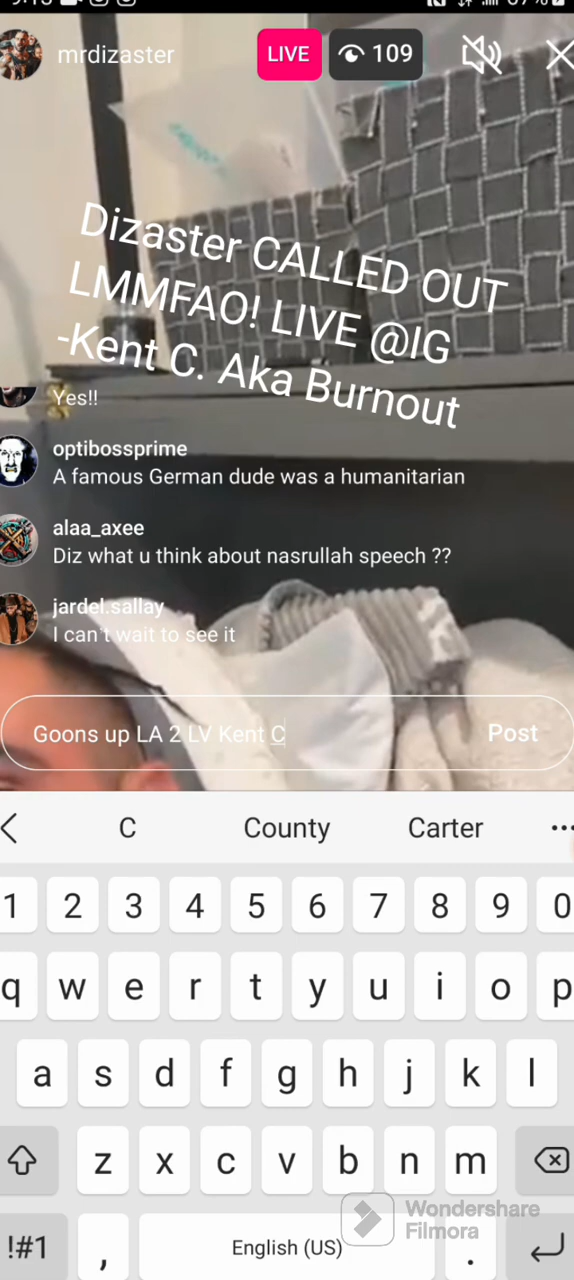 mrdizaster
LIVE
109
Dizaster CALLED OUT
LMMFAO! LIVE @IG
-Kent C. Aka Burnout
Yes!!
optibossprime
A famous German dude was a humanitarian
alaa_axee
Diz what u think about nasrullah speech ??
jardel.sallay
I can't wait to see it
Goons up LA 2 LV Kent C
Post
C County Carter ...
1 2 3 4 5 6 7 8 9 0
q w e r t y u i o p
a s d f g h j k l
z x c v b n m
Wondershare
Filmora
!#1 , English (US) .